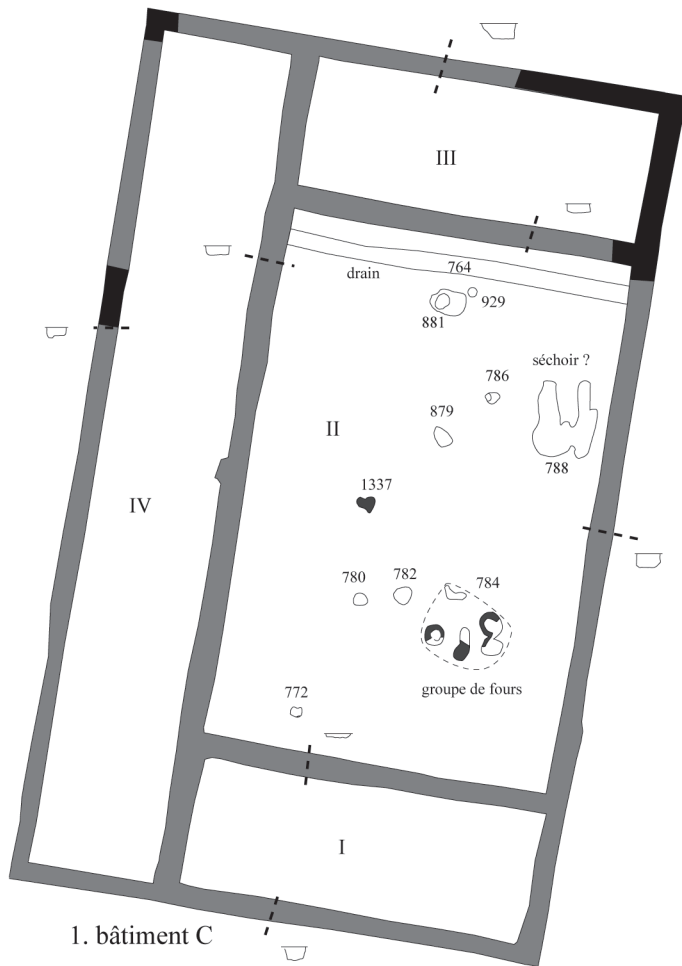 III
764
drain
929
881
séchoir ?
786
879
II
788
1337
IV
780
782
784
groupe de fours
772
I
1. bâtiment C